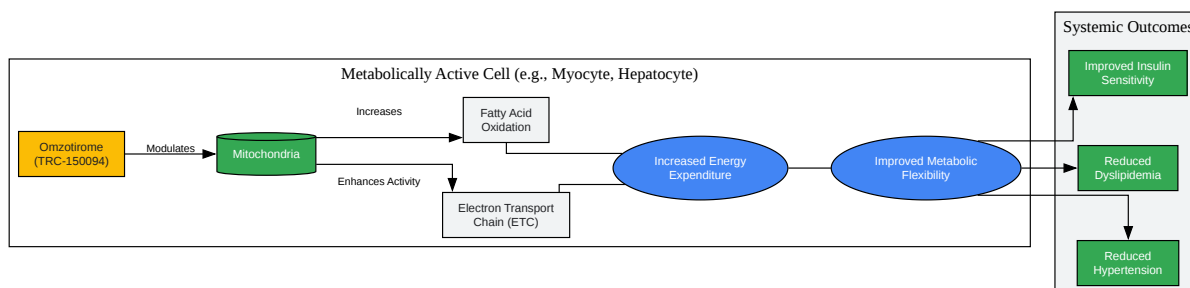 Systemic Outcomes
Metabolically Active Cell (e.g., Myocyte, Hepatocyte)
Omzotirome
(TRC-150094)
Modulates
Mitochondria
Increases
Enhances Activity
Fatty Acid
Oxidation
Electron Transport
Chain (ETC)
Increased Energy
Expenditure
Improved Metabolic
Flexibility
Improved Insulin
Sensitivity
Reduced
Dyslipidemia
Reduced
Hypertension